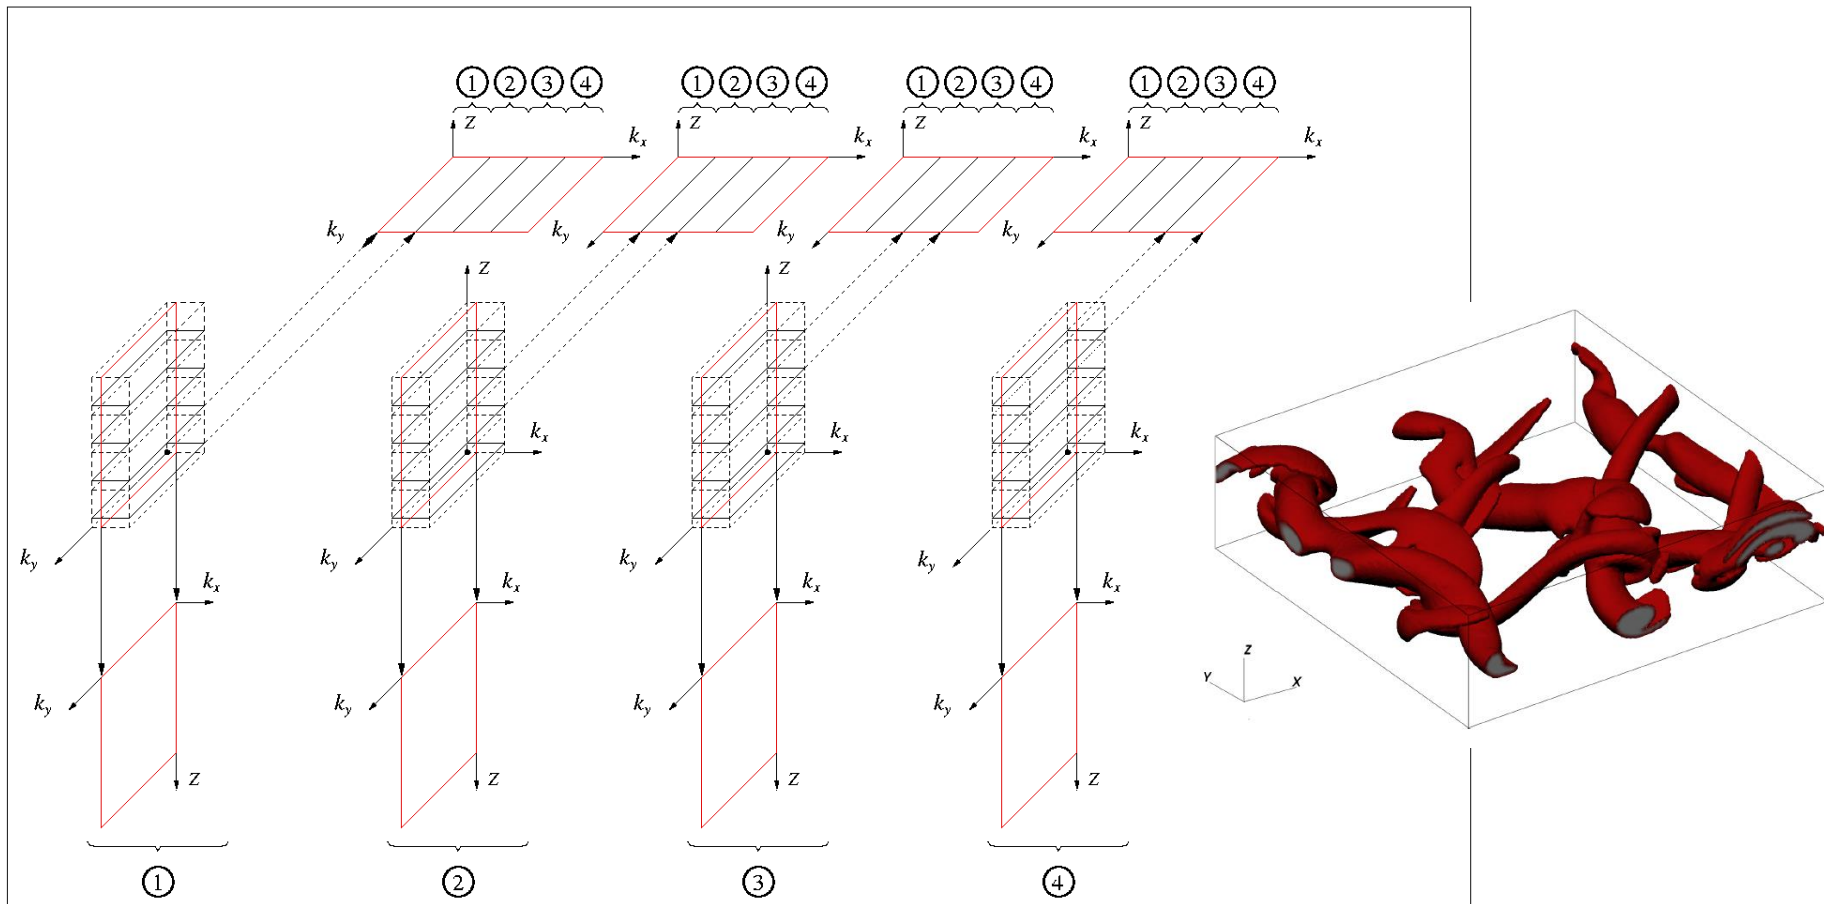 ① ② ③ ④ ① ② ③ ④ ① ② ③ ④ ① ② ③ ④
z z z z
k_x k_x k_x k_x
k_y k_y k_y k_y
z z
k_x k_x k_x
k_y k_y k_y k_y
k_x k_x k_x k_x
z
Y X
k_y k_y k_y k_y
z z z z
① ② ③ ④